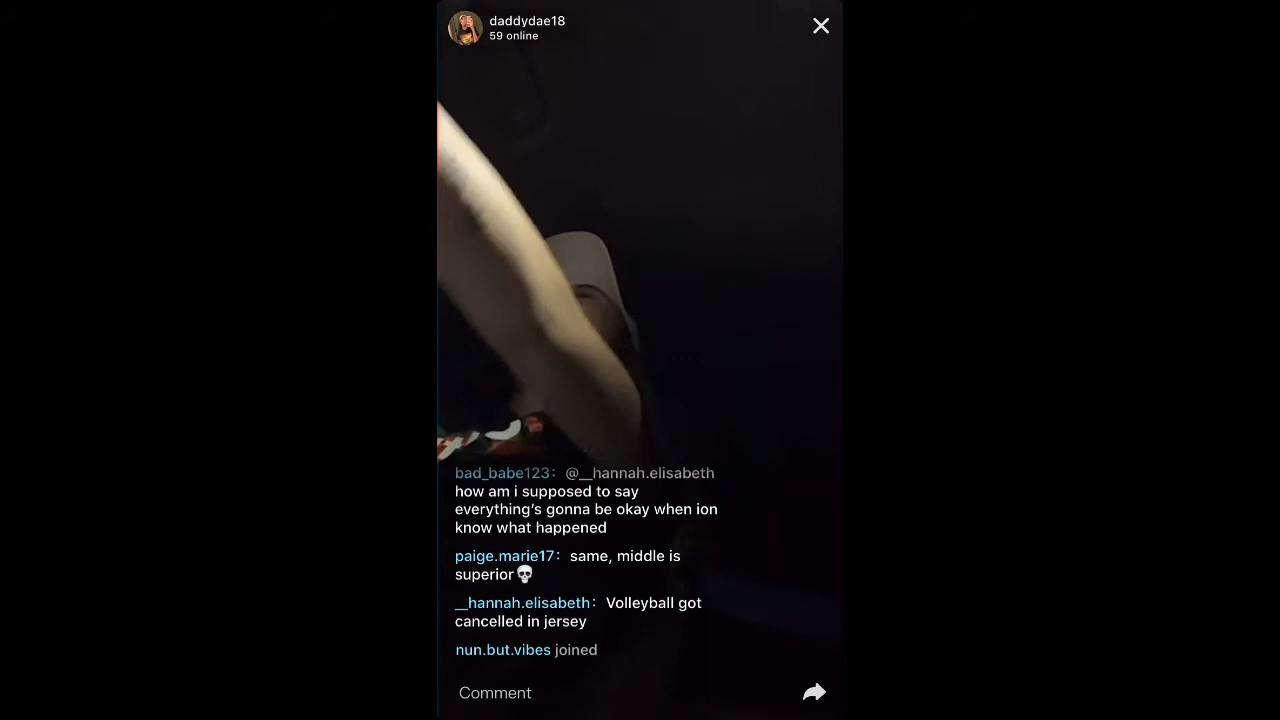 daddydae18
59 online
bad_babe123: @__hannah.elisabeth
how am i supposed to say
everything's gonna be okay when ion
know what happened
paige.marie17: same, middle is
superior💀
__hannah.elisabeth: Volleyball got
cancelled in jersey
nun.but.vibes joined
Comment